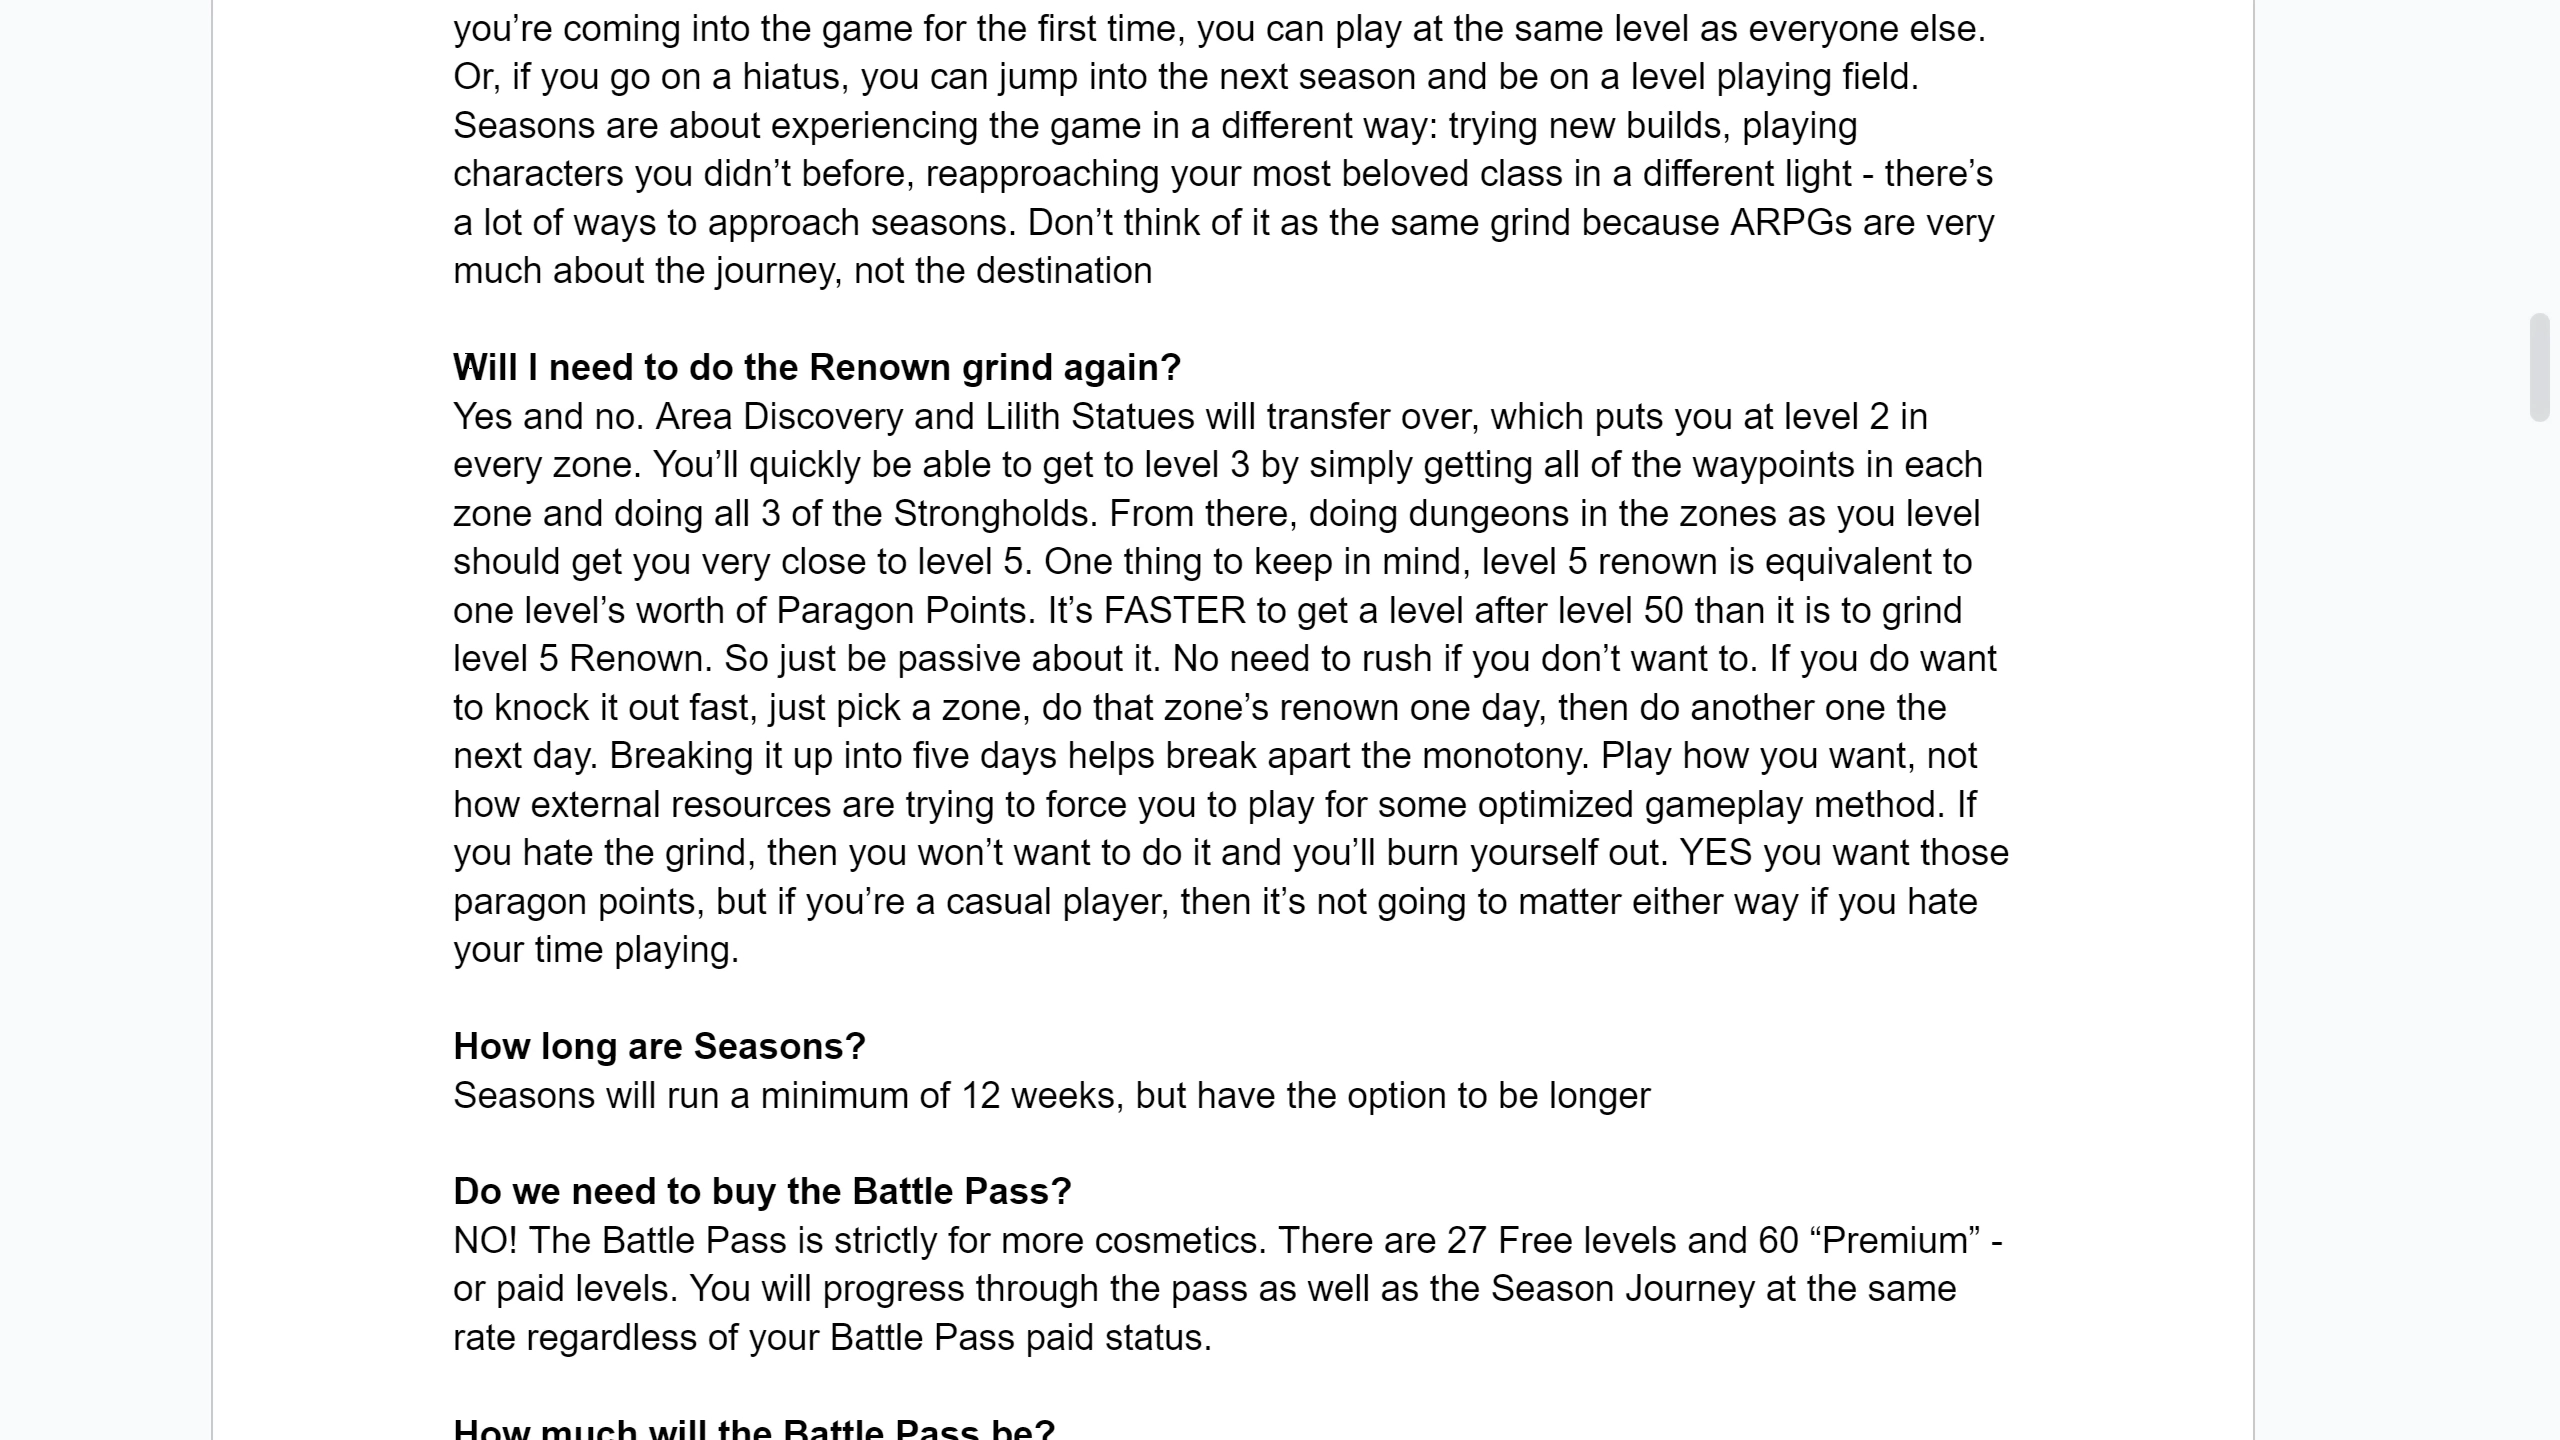 you’re coming into the game for the first time, you can play at the same level as everyone else.
Or, if you go on a hiatus, you can jump into the next season and be on a level playing field.
Seasons are about experiencing the game in a different way: trying new builds, playing
characters you didn’t before, reapproaching your most beloved class in a different light - there’s
a lot of ways to approach seasons. Don’t think of it as the same grind because ARPGs are very
much about the journey, not the destination
Will I need to do the Renown grind again?
Yes and no. Area Discovery and Lilith Statues will transfer over, which puts you at level 2 in
every zone. You’ll quickly be able to get to level 3 by simply getting all of the waypoints in each
zone and doing all 3 of the Strongholds. From there, doing dungeons in the zones as you level
should get you very close to level 5. One thing to keep in mind, level 5 renown is equivalent to
one level’s worth of Paragon Points. It’s FASTER to get a level after level 50 than it is to grind
level 5 Renown. So just be passive about it. No need to rush if you don’t want to. If you do want
to knock it out fast, just pick a zone, do that zone’s renown one day, then do another one the
next day. Breaking it up into five days helps break apart the monotony. Play how you want, not
how external resources are trying to force you to play for some optimized gameplay method. If
you hate the grind, then you won’t want to do it and you’ll burn yourself out. YES you want those
paragon points, but if you’re a casual player, then it’s not going to matter either way if you hate
your time playing.
How long are Seasons?
Seasons will run a minimum of 12 weeks, but have the option to be longer
Do we need to buy the Battle Pass?
NO! The Battle Pass is strictly for more cosmetics. There are 27 Free levels and 60 “Premium” -
or paid levels. You will progress through the pass as well as the Season Journey at the same
rate regardless of your Battle Pass paid status.
How much will the Battle Pass be?